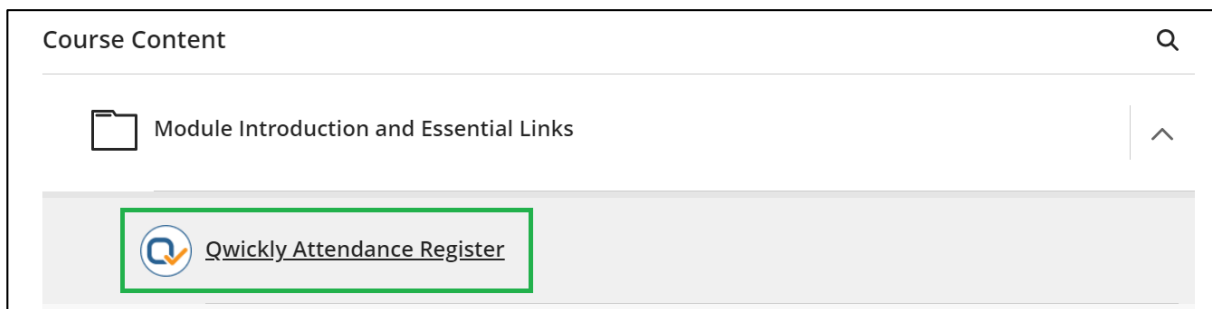 Course Content
Module Introduction and Essential Links
Qwickly Attendance Register